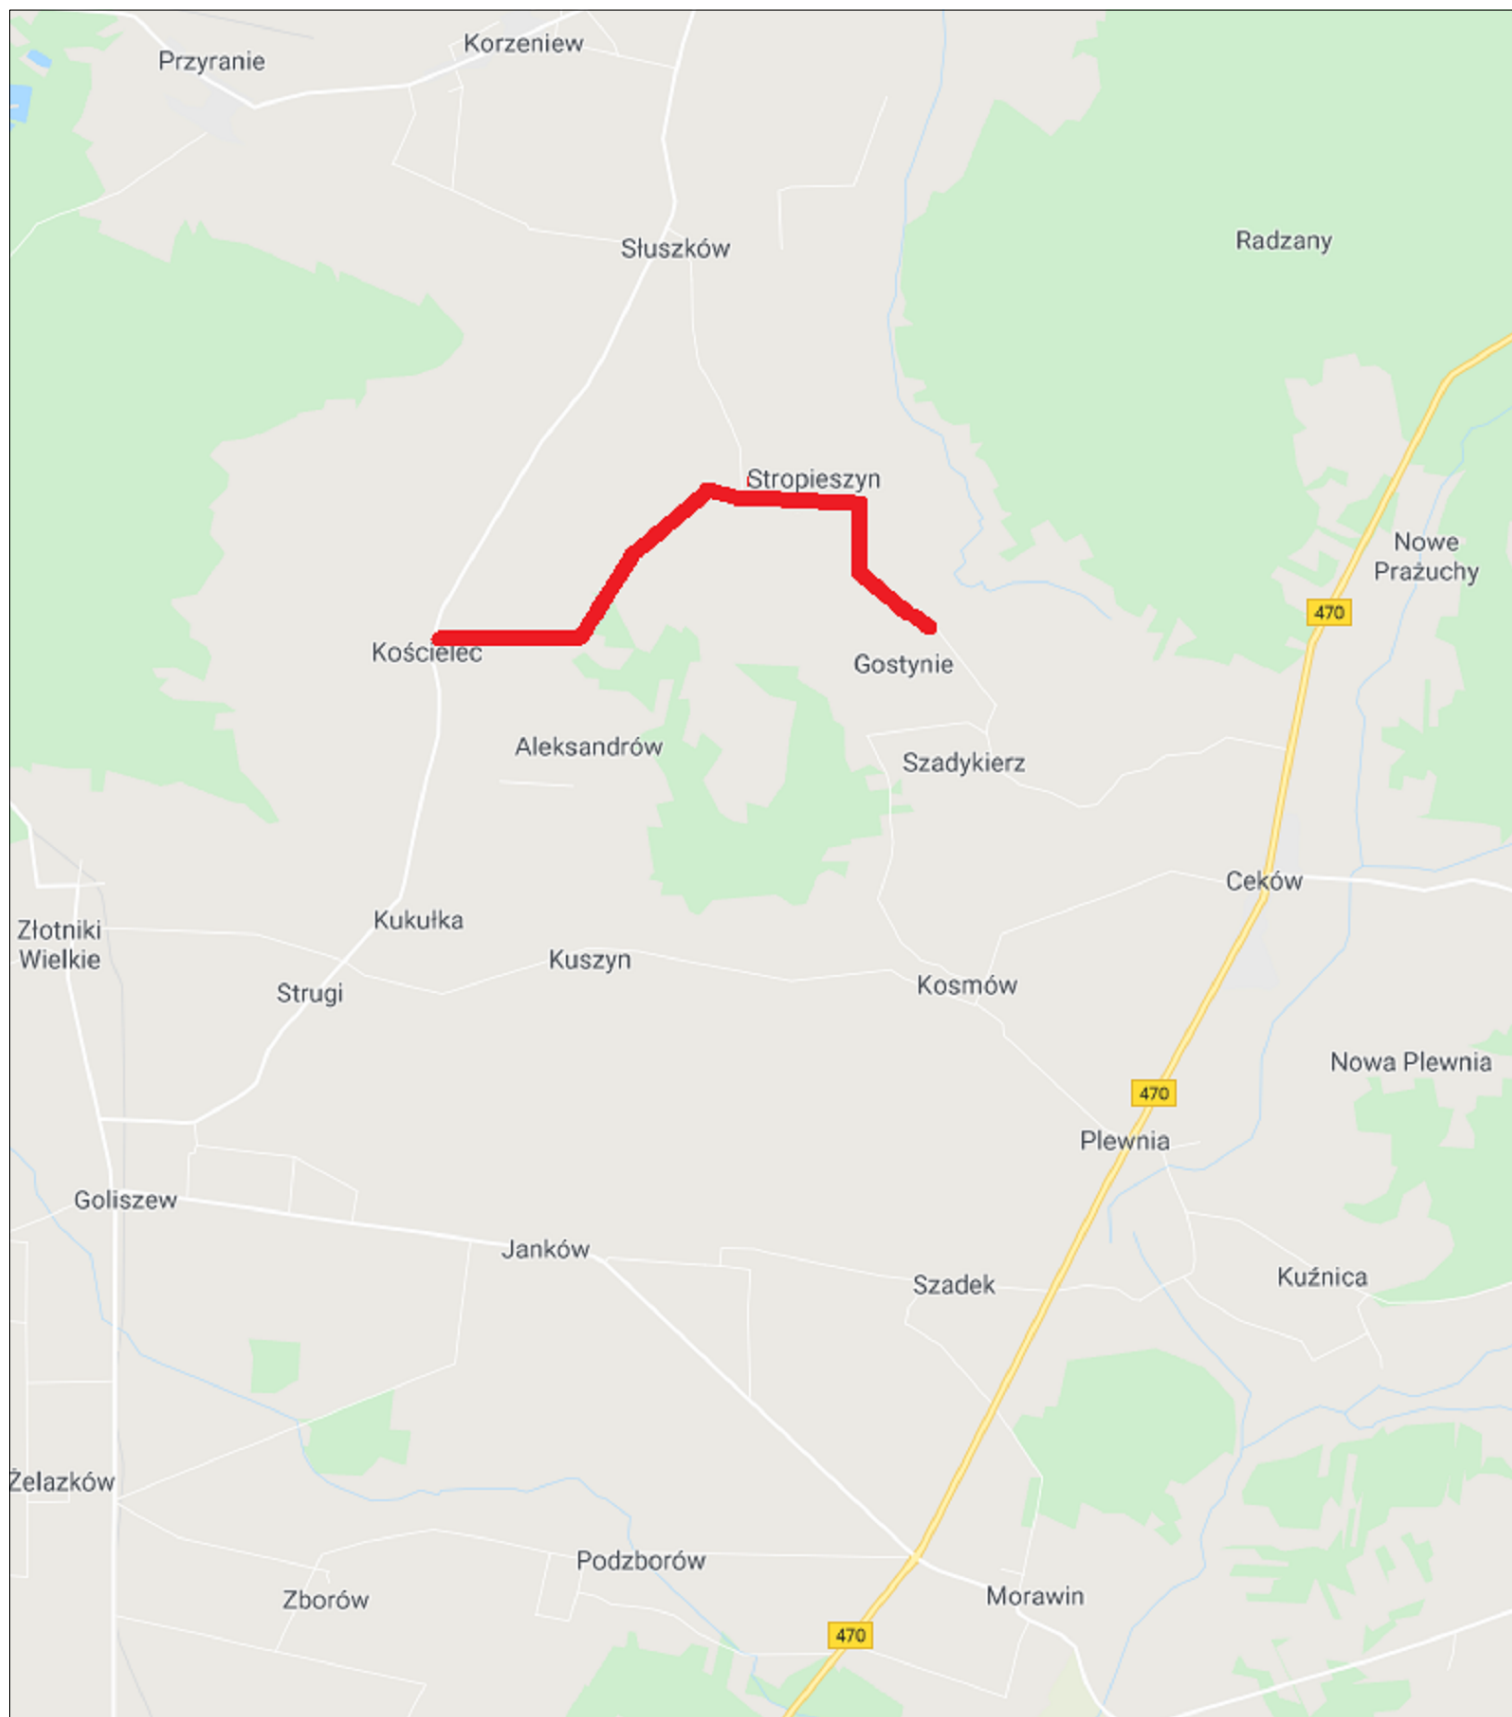 Korzeniew
Przyranie
Słuszków
Radzany
Stropieszyn
Nowe
Prażuchy
470
Kościelec
Gostynie
Aleksandrów
Szadykierz
Ceków
Kukułka
Złotniki
Wielkie
Kuszyn
Kosmów
Strugi
Nowa Plewnia
470
Plewnia
Goliszew
Janków
Kuźnica
Szadek
Żelazków
Podzborów
Morawin
Zborów
470